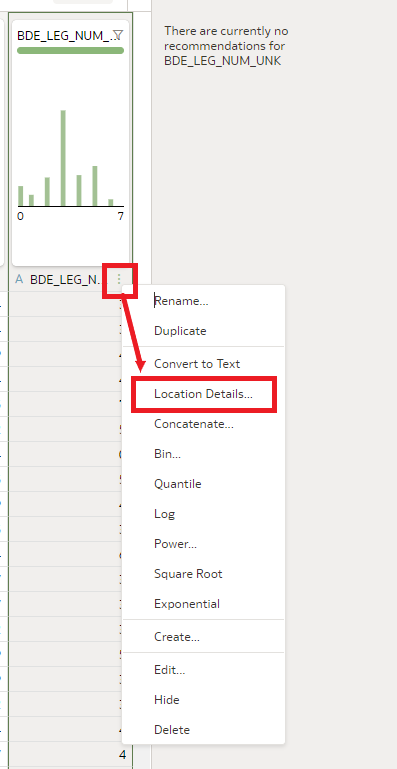 BDE_LEG_NUM_...
There are currently no
recommendations for
BDE_LEG_NUM_UNK
0 7
A BDE_LEG_N...
Rename...
Duplicate
Convert to Text
Location Details...
Concatenate...
Bin...
Quantile
Log
Power...
Square Root
Exponential
Create...
Edit...
Hide
Delete
4